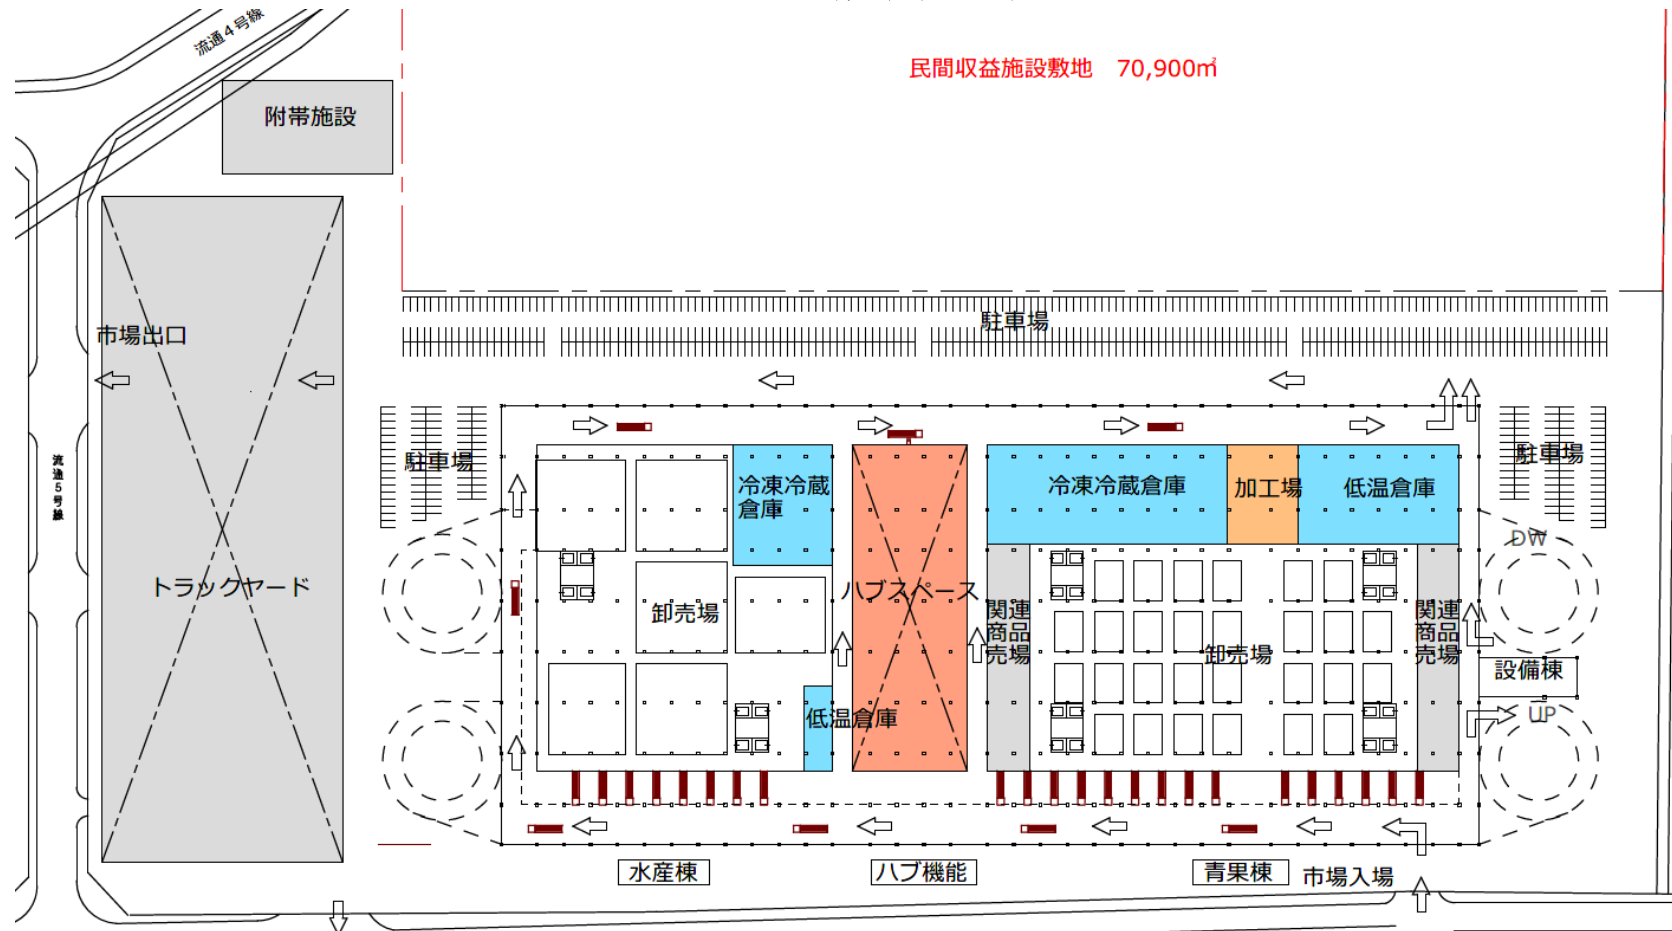 流通4号線
民間収益施設敷地 70,900㎡
附帯施設
駐車場
市場出口
駐車場
駐車場
流通5号線
冷凍冷蔵
倉庫
冷凍冷蔵倉庫
加工場
低温倉庫
DW
トラックヤード
ハブスペース
卸売場
関連
商品
売場
卸売場
関連
商品
売場
設備棟
低温倉庫
UP
水産棟
ハブ機能
青果棟
市場入場